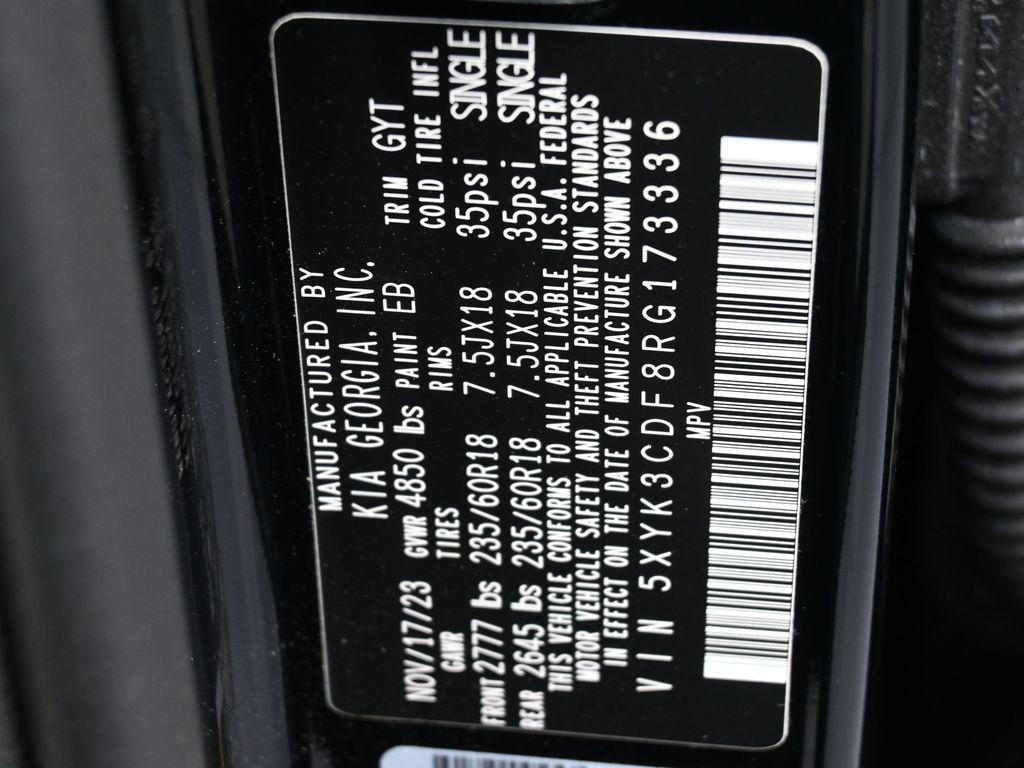 MANUFACTURED BY
KIA GEORGIA. INC.
NOV/17/23 GVWR 4850 lbs PAINT EB TRIM GYT
GAWR TIRES RIMS COLD TIRE INFL
FRONT 2777 lbs 235/60R18 7.5JX18 35psi SINGLE
REAR 2645 lbs 235/60R18 7.5JX18 35psi SINGLE
THIS VEHICLE CONFORMS TO ALL APPLICABLE U.S.A. FEDERAL
MOTOR VEHICLE SAFETY AND THEFT PREVENTION STANDARDS
IN EFFECT ON THE DATE OF MANUFACTURE SHOWN ABOVE
VIN 5XYK3CDF8RG173336
MPV